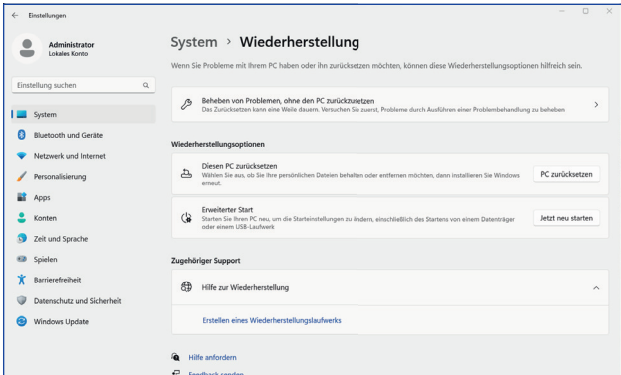 Einstellungen
Administrator
Lokales Konto
Einstellung suchen
System
Bluetooth und Geräte
Netzwerk und Internet
Personalisierung
Apps
Konten
Zeit und Sprache
Spielen
Barrierefreiheit
Datenschutz und Sicherheit
Windows Update
System > Wiederherstellung
Wenn Sie Probleme mit Ihrem PC haben oder ihn zurücksetzen möchten, können diese Wiederherstellungsoptionen hilfreich sein.
Beheben von Problemen, ohne den PC zurückzusetzen
Das Zurücksetzen kann eine Weile dauern. Versuchen Sie zuerst, Probleme durch Ausführen einer Problembehandlung zu beheben
Wiederherstellungsoptionen
Diesen PC zurücksetzen
Wählen Sie aus, ob Sie Ihre persönlichen Dateien behalten oder entfernen möchten, dann installieren Sie Windows
erneut.
PC zurücksetzen
Erweiterter Start
Starten Sie Ihren PC neu, um die Starteinstellungen zu ändern, einschließlich des Startens von einem Datenträger
oder einem USB-Laufwerk
Jetzt neu starten
Zugehöriger Support
Hilfe zur Wiederherstellung
Erstellen eines Wiederherstellungslaufwerks
Hilfe anfordern
Feedback senden